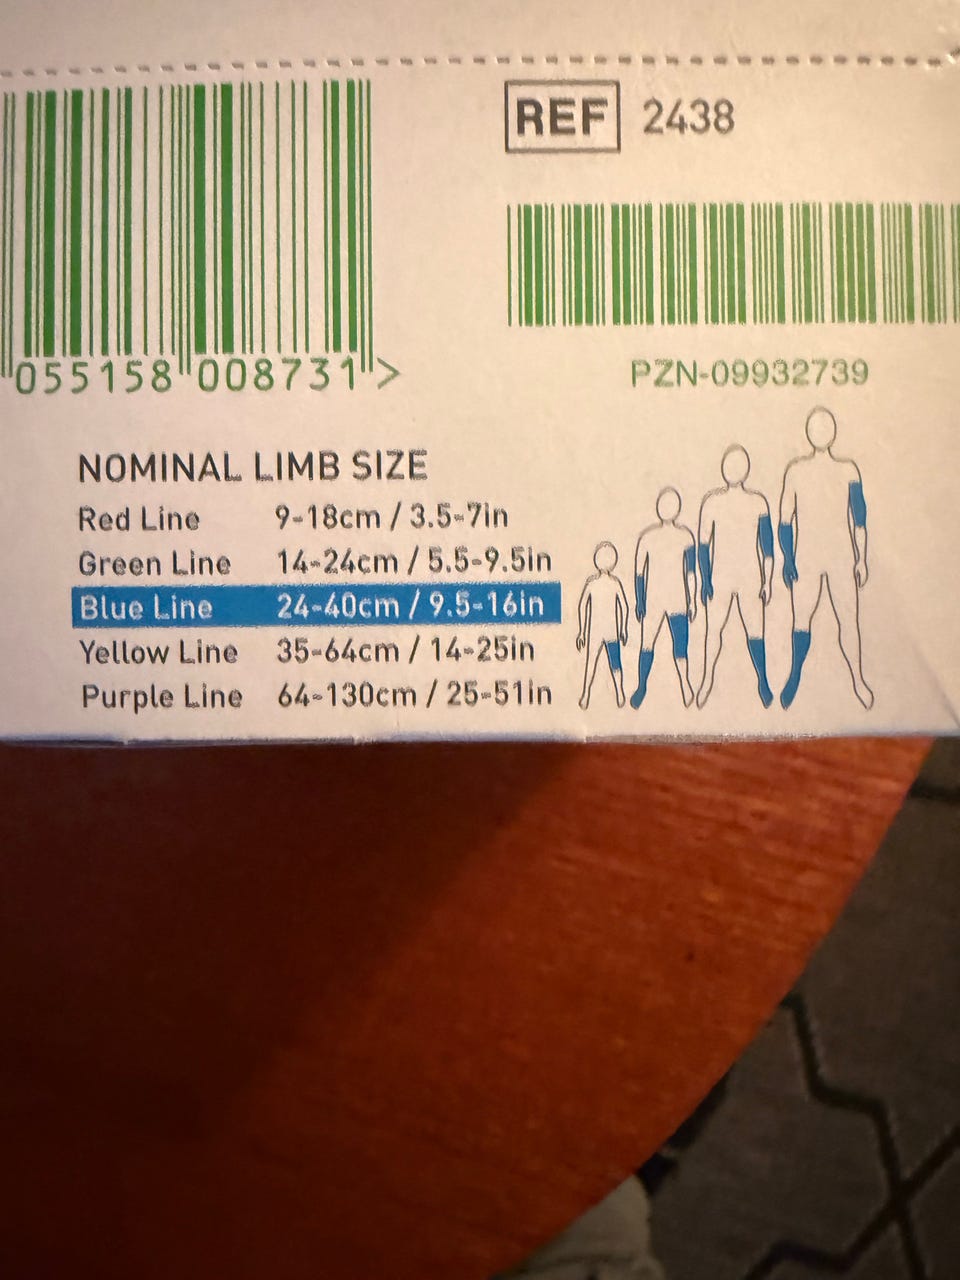 REF 2438
055158 008731 >
PZN-09932739
NOMINAL LIMB SIZE
Red Line 9-18cm / 3.5-7in
Green Line 14-24cm / 5.5-9.5in
Blue Line 24-40cm / 9.5-16in
Yellow Line 35-64cm / 14-25in
Purple Line 64-130cm / 25-51in